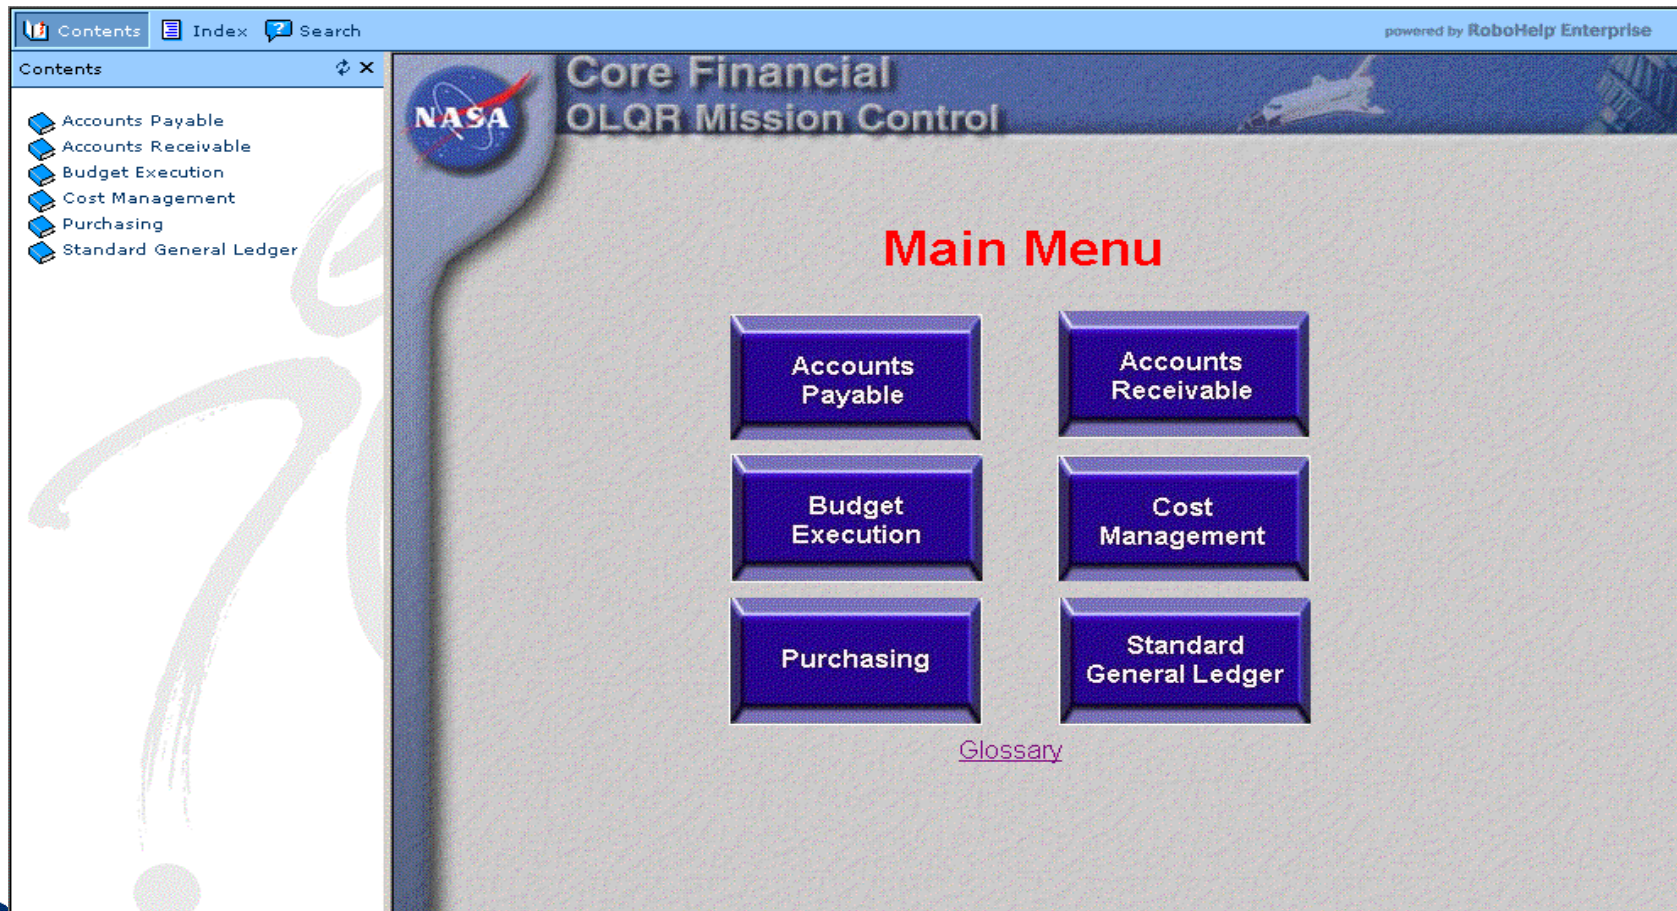 Contents Index Search
powered by RoboHelp Enterprise
Contents
Accounts Payable
Accounts Receivable
Budget Execution
Cost Management
Purchasing
Standard General Ledger
NASA
Core Financial
OLQR Mission Control
Main Menu
Accounts
Payable
Accounts
Receivable
Budget
Execution
Cost
Management
Purchasing
Standard
General Ledger
Glossary